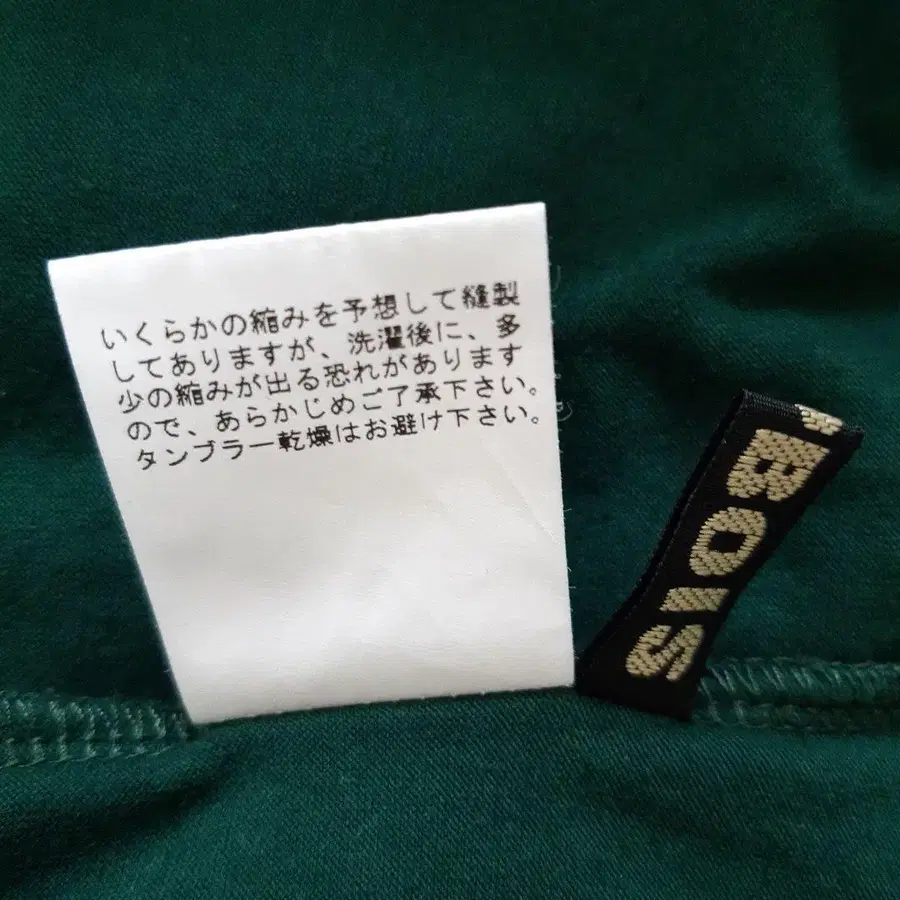 いくらかの縮みを予想して縫製
してありますが、洗濯後に、多
少の縮みが出る恐れがあります
ので、あらかじめご了承下さい。
タンブラー乾燥はお避け下さい。
BOIS